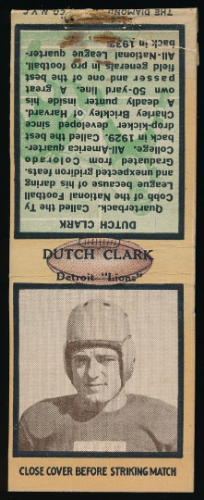 THE DIAMOND CO. N.Y.C.
DUTCH CLARK
Quarterback. Called the Ty
Cobb of the National Football
League because of his daring
and unexpected gridiron feats.
Graduated from Colorado
College. All-America quarter-
back in 1929. Called the best
drop-kicker developed since
Charley Brickley of Harvard.
A deadly punter inside his
own 50-yard line. A great
passer and one of the best
field generals in pro football.
All-National League quarter-
back in 1932.
DUTCH CLARK
Detroit "Lions"
CLOSE COVER BEFORE STRIKING MATCH